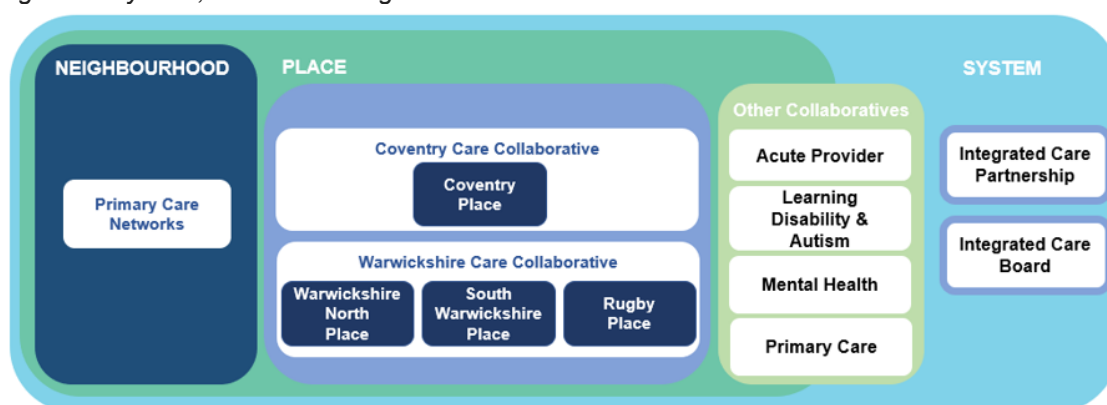 NEIGHBOURHOOD
Primary Care
Networks
PLACE
Coventry Care Collaborative
Coventry
Place
Warwickshire Care Collaborative
Warwickshire
North
Place
South
Warwickshire
Place
Rugby
Place
Other Collaboratives
Acute Provider
Learning
Disability &
Autism
Mental Health
Primary Care
SYSTEM
Integrated Care
Partnership
Integrated Care
Board